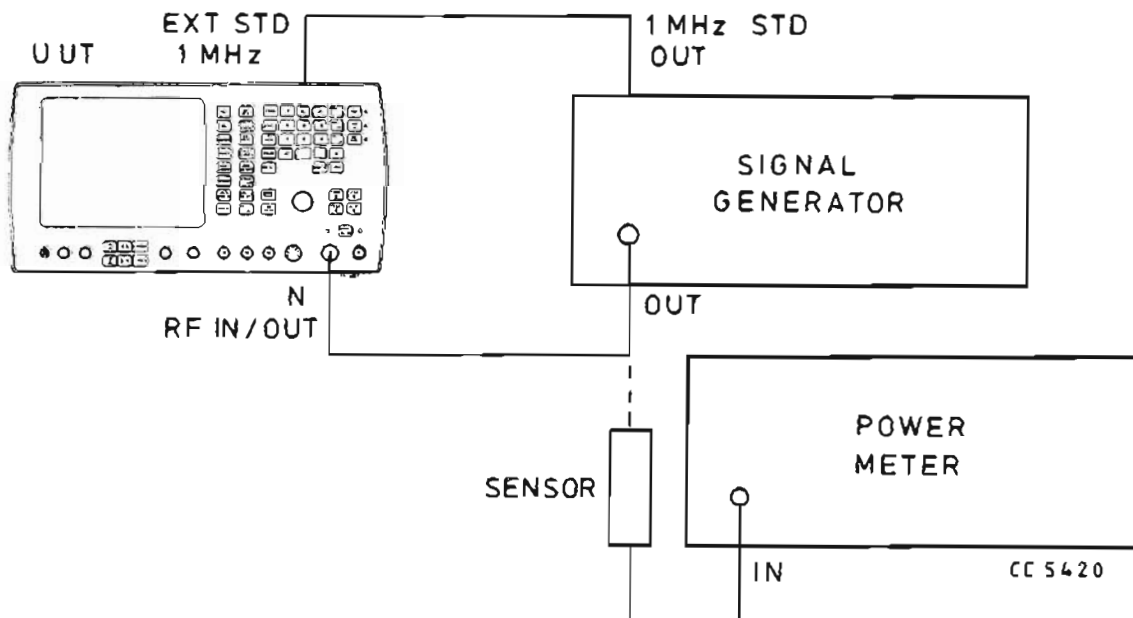 EXT STD
1 MHz
UUT
1 MHz STD
OUT
SIGNAL
GENERATOR
OUT
N
RF IN/OUT
POWER
METER
SENSOR
IN
CC 5420